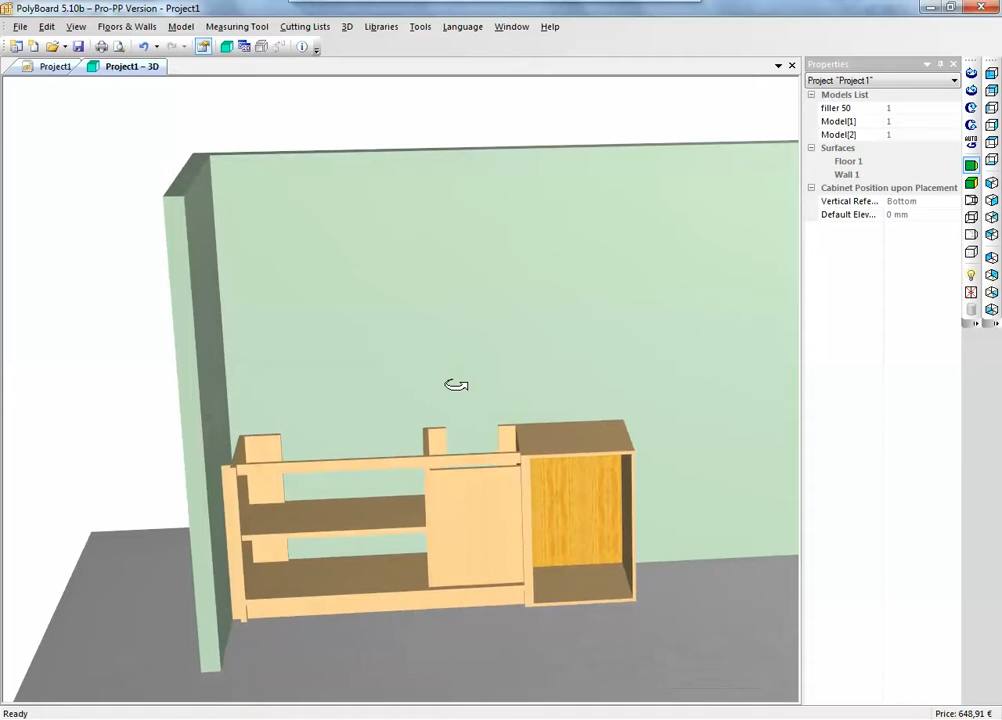 PolyBoard 5.10b – Pro-PP Version - Project1
File Edit Floors & Walls Model Measuring Tool Cutting Lists 3D Libraries Tools Language Window Help
Project1 Project1 – 3D
Properties
Project "Project1"
Models List
filler 50 1
Model[1] 1
Model[2] 1
Surfaces
Floor 1
Wall 1
Cabinet Position upon Placement
Vertical Refe... Bottom
Default Elev... 0 mm
AUTO
Ready Price: 648,91 €